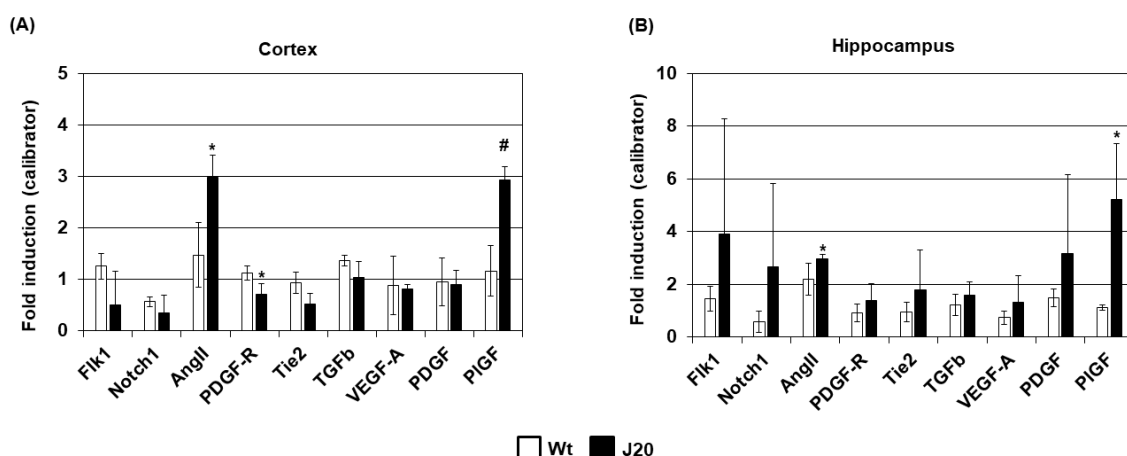 (A)
Cortex
Fold induction (calibrator)
5
4
3
2
1
0
*
*
#
Flk1
Notch1
AngII
PDGF-R
Tie2
TGFb
VEGF-A
PDGF
PlGF
(B)
Hippocampus
Fold induction (calibrator)
10
8
6
4
2
0
*
*
Flk1
Notch1
AngII
PDGF-R
Tie2
TGFb
VEGF-A
PDGF
PlGF
Wt J20